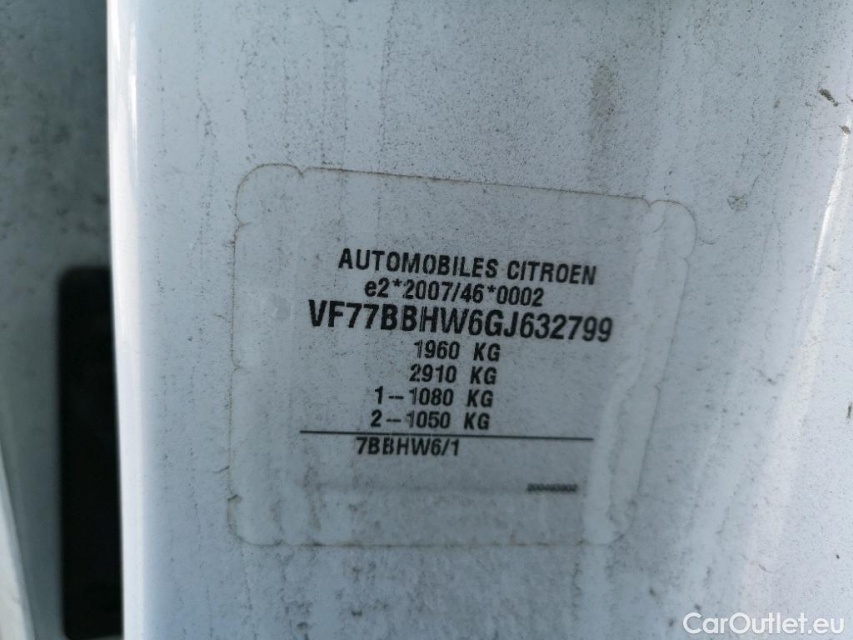 AUTOMOBILES CITROEN
e2*2007/46*0002
VF77BBHW6GJ632799
1960 KG
2910 KG
1-1080 KG
2-1050 KG
7BBHW6/1
CarOutlet.eu